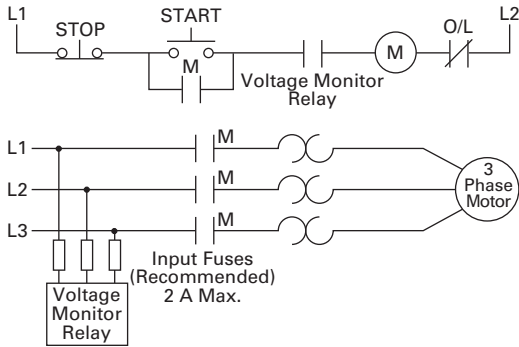 L1
L2
STOP
START
O/L
M
M
Voltage Monitor
Relay
L1
M
L2
M
L3
M
3
Phase
Motor
Input Fuses
(Recommended)
2 A Max.
Voltage
Monitor
Relay